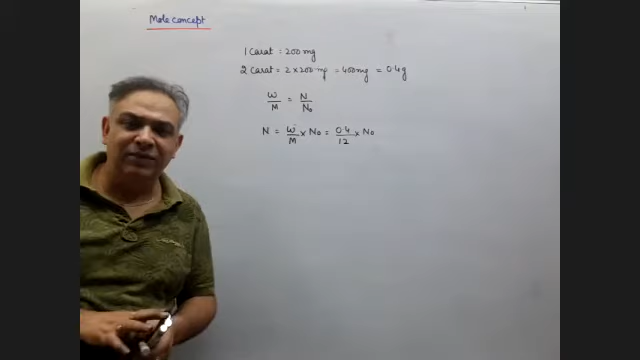 Mole concept
1 Carat = 200 mg
2 Carat = 2 x 200 mg = 400 mg = 0.4 g
W/M = N/N₀
N = W/M x N₀ = 0.4/12 x N₀